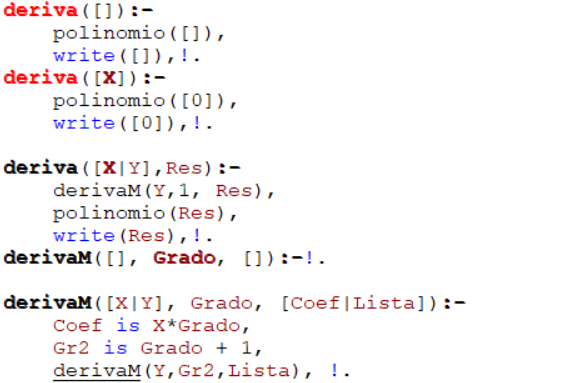 deriva([]):-
polinomio([]),
write([]),!.
deriva([X]):-
polinomio([0]),
write([0]),!.
deriva([X|Y],Res):-
derivaM(Y,1, Res),
polinomio(Res),
write(Res),!.
derivaM([], Grado, []):-!.
derivaM([X|Y], Grado, [Coef|Lista]):-
Coef is X*Grado,
Gr2 is Grado + 1,
derivaM(Y,Gr2,Lista), !.